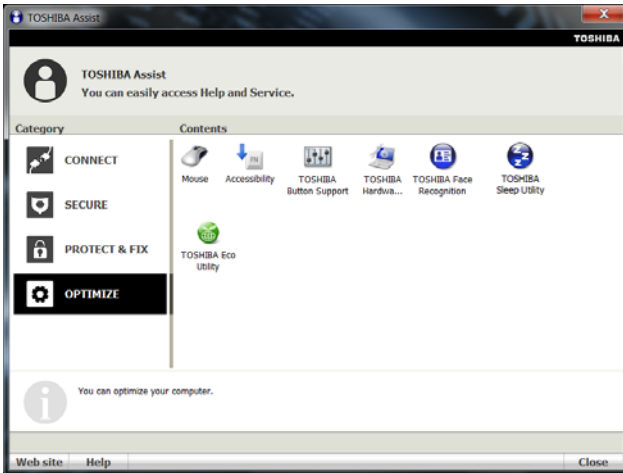 TOSHIBA Assist
TOSHIBA
TOSHIBA Assist
You can easily access Help and Service.
Category
Contents
CONNECT
SECURE
PROTECT & FIX
OPTIMIZE
Mouse
Accessibility
TOSHIBA
Button Support
TOSHIBA
Hardwa...
TOSHIBA Face
Recognition
TOSHIBA
Sleep Utility
TOSHIBA Eco
Utility
You can optimize your computer.
Web site
Help
Close